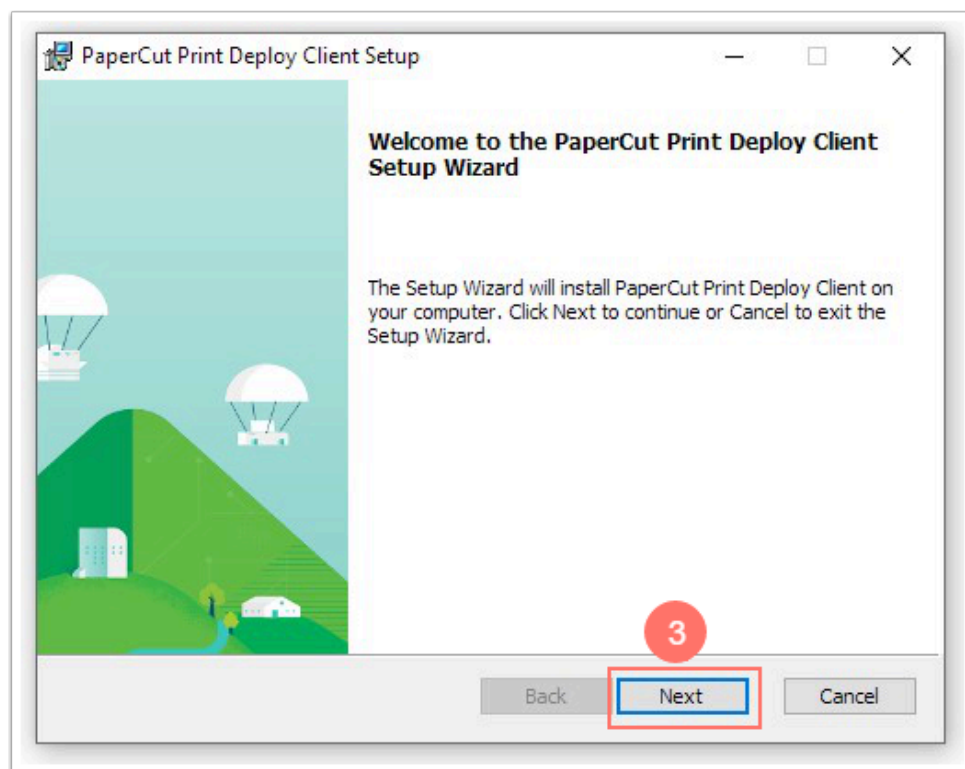 PaperCut Print Deploy Client Setup
Welcome to the PaperCut Print Deploy Client
Setup Wizard
The Setup Wizard will install PaperCut Print Deploy Client on
your computer. Click Next to continue or Cancel to exit the
Setup Wizard.
3
Back Next Cancel